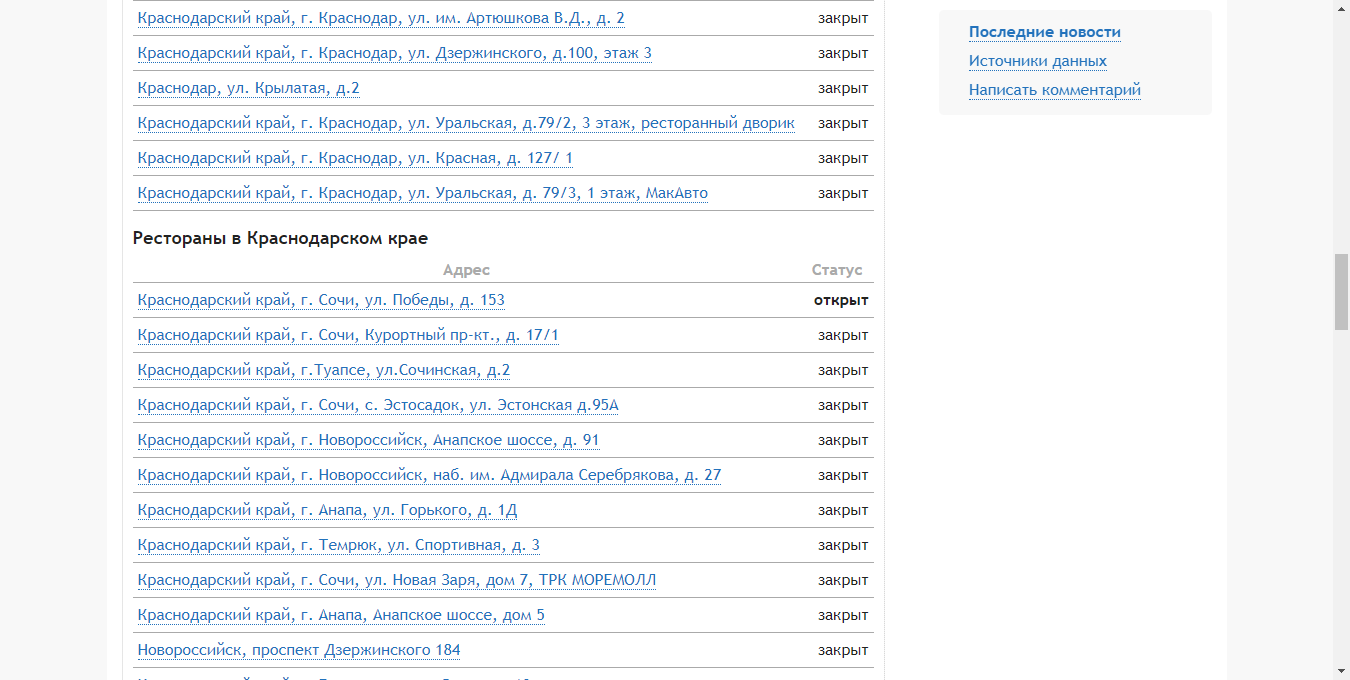 Краснодарский край, г. Краснодар, ул. им. Артюшкова В.Д., д. 2 закрыт
Краснодарский край, г. Краснодар, ул. Дзержинского, д.100, этаж 3 закрыт
Краснодар, ул. Крылатая, д.2 закрыт
Краснодарский край, г. Краснодар, ул. Уральская, д.79/2, 3 этаж, ресторанный дворик закрыт
Краснодарский край, г. Краснодар, ул. Красная, д. 127/ 1 закрыт
Краснодарский край, г. Краснодар, ул. Уральская, д. 79/3, 1 этаж, МакАвто закрыт
Рестораны в Краснодарском крае
Адрес Статус
Краснодарский край, г. Сочи, ул. Победы, д. 153 открыт
Краснодарский край, г. Сочи, Курортный пр-кт., д. 17/1 закрыт
Краснодарский край, г.Туапсе, ул.Сочинская, д.2 закрыт
Краснодарский край, г. Сочи, с. Эстосадок, ул. Эстонская д.95А закрыт
Краснодарский край, г. Новороссийск, Анапское шоссе, д. 91 закрыт
Краснодарский край, г. Новороссийск, наб. им. Адмирала Серебрякова, д. 27 закрыт
Краснодарский край, г. Анапа, ул. Горького, д. 1Д закрыт
Краснодарский край, г. Темрюк, ул. Спортивная, д. 3 закрыт
Краснодарский край, г. Сочи, ул. Новая Заря, дом 7, ТРК МОРЕМОЛЛ закрыт
Краснодарский край, г. Анапа, Анапское шоссе, дом 5 закрыт
Новороссийск, проспект Дзержинского 184 закрыт
Последние новости
Источники данных
Написать комментарий